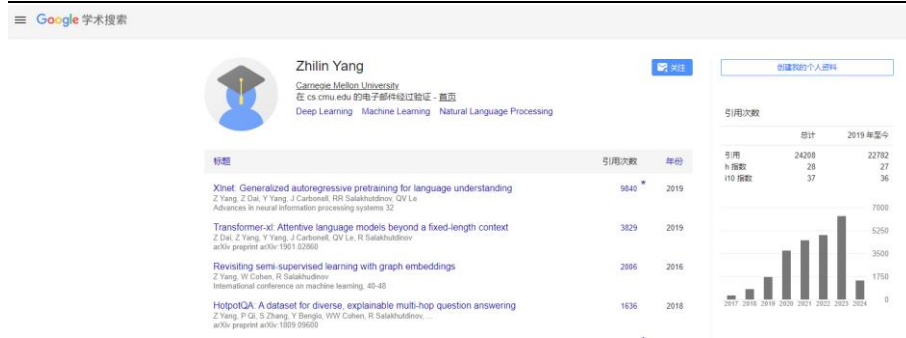 Google 学术搜索
Zhilin Yang
关注
Carnegie Mellon University
在 cs.cmu.edu 的电子邮件经过验证 - 首页
Deep Learning Machine Learning Natural Language Processing
标题 引用次数 年份
Xlnet: Generalized autoregressive pretraining for language understanding 9840 * 2019
Z Yang, Z Dai, Y Yang, J Carbonell, RR Salakhutdinov, QV Le
Advances in neural information processing systems 32
Transformer-xl: Attentive language models beyond a fixed-length context 3829 2019
Z Dai, Z Yang, Y Yang, J Carbonell, QV Le, R Salakhutdinov
arXiv preprint arXiv:1901.02860
Revisiting semi-supervised learning with graph embeddings 2086 2016
Z Yang, W Cohen, R Salakhudinov
International conference on machine learning, 40-48
HotpotQA: A dataset for diverse, explainable multi-hop question answering 1636 2018
Z Yang, P Qi, S Zhang, Y Bengio, WW Cohen, R Salakhutdinov, ...
arXiv preprint arXiv:1809.09600
创建我的个人资料
引用次数
总计 2019 年至今
引用 24208 22782
h 指数 28 27
i10 指数 37 36
7000
5250
3500
1750
0
2017 2018 2019 2020 2021 2022 2023 2024